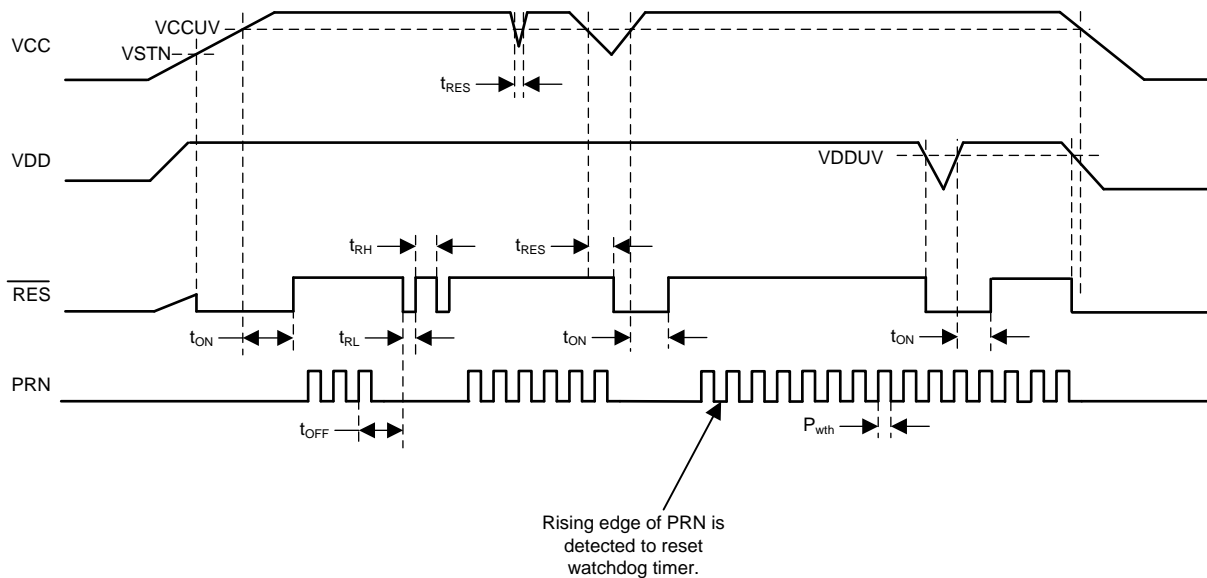 VCCUV
VCC
VSTN
tRES
VDD
VDDUV
tRH
tRES
RES
tON
tRL
tON
tON
PRN
tOFF
Pwth
Rising edge of PRN is
detected to reset
watchdog timer.